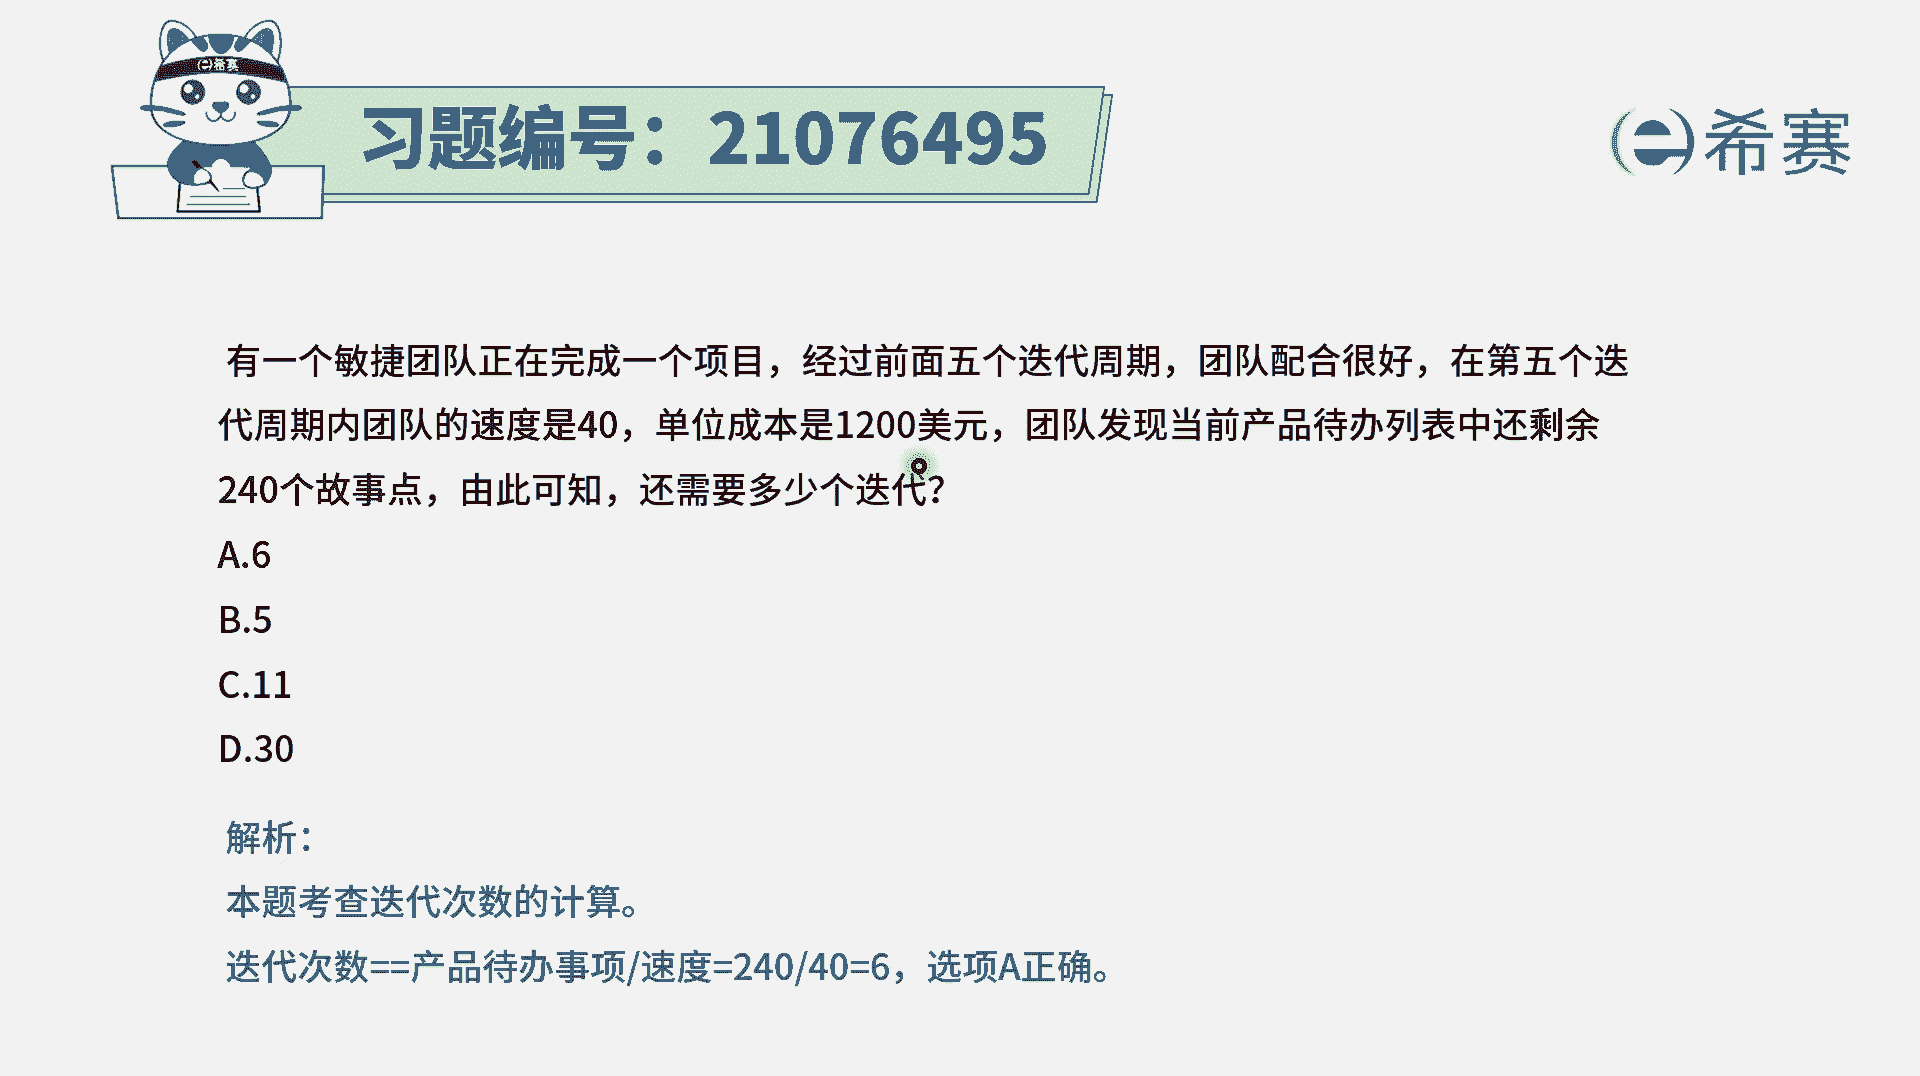 希赛
习题编号：21076495
希赛
有一个敏捷团队正在完成一个项目，经过前面五个迭代周期，团队配合很好，在第五个迭
代周期内团队的速度是40，单位成本是1200美元，团队发现当前产品待办列表中还剩余
240个故事点，由此可知，还需要多少个迭代？
A.6
B.5
C.11
D.30
解析：
本题考查迭代次数的计算。
迭代次数==产品待办事项/速度=240/40=6，选项A正确。